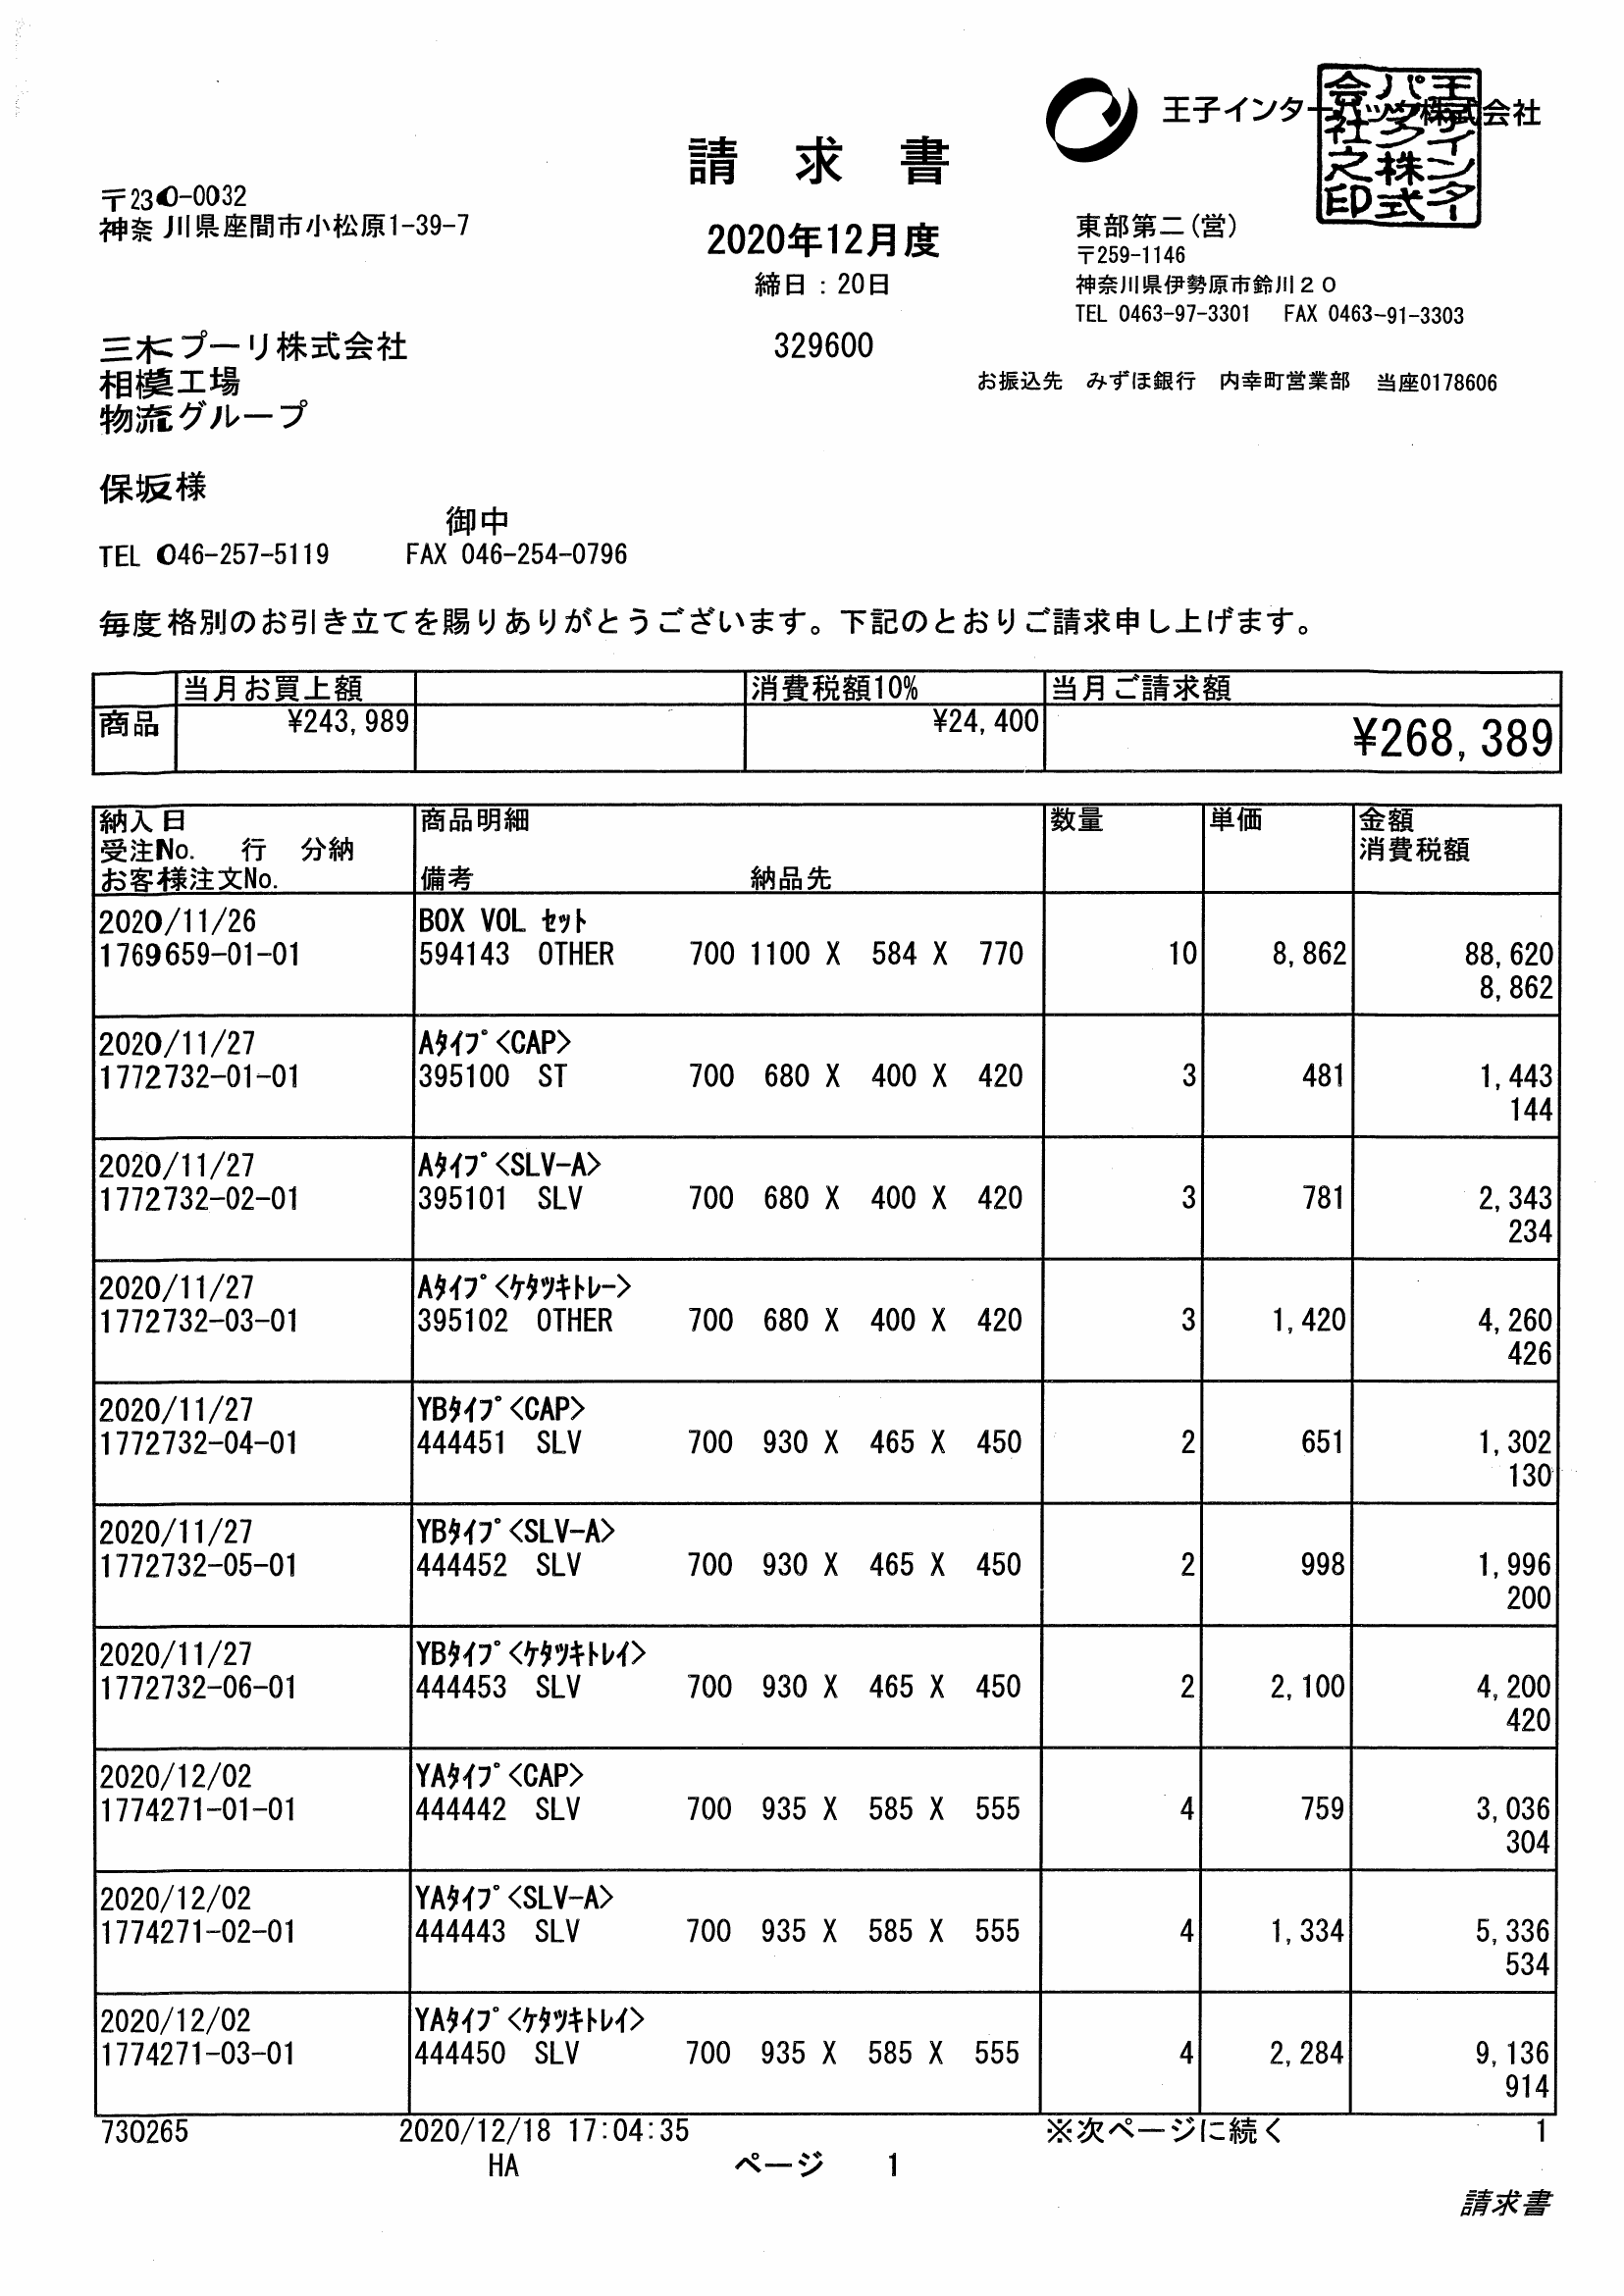 王子インターパック株式会社
王子インターパック株式会社之印
請 求 書
〒230-0032
神奈川県座間市小松原1-39-7
2020年12月度
締日：20日
東部第二(営)
〒259-1146
神奈川県伊勢原市鈴川２０
TEL 0463-97-3301 FAX 0463-91-3303
三木プーリ株式会社
329600
相模工場
お振込先 みずほ銀行 内幸町営業部 当座0178606
物流グループ
保坂様
御中
TEL 046-257-5119 FAX 046-254-0796
毎度格別のお引き立てを賜りありがとうございます。下記のとおりご請求申し上げます。
当月お買上額 消費税額10% 当月ご請求額
商品 ¥243,989 ¥24,400 ¥268,389
納入日 商品明細 数量 単価 金額
受注No. 行 分納 消費税額
お客様注文No. 備考 納品先
2020/11/26 BOX VOL ｾｯﾄ
1769659-01-01 594143 OTHER 700 1100 X 584 X 770 10 8,862 88,620
8,862
2020/11/27 Aﾀｲﾌﾟ<CAP>
1772732-01-01 395100 ST 700 680 X 400 X 420 3 481 1,443
144
2020/11/27 Aﾀｲﾌﾟ<SLV-A>
1772732-02-01 395101 SLV 700 680 X 400 X 420 3 781 2,343
234
2020/11/27 Aﾀｲﾌﾟ<ｹﾀﾂｷﾄﾚｰ>
1772732-03-01 395102 OTHER 700 680 X 400 X 420 3 1,420 4,260
426
2020/11/27 YBﾀｲﾌﾟ<CAP>
1772732-04-01 444451 SLV 700 930 X 465 X 450 2 651 1,302
130
2020/11/27 YBﾀｲﾌﾟ<SLV-A>
1772732-05-01 444452 SLV 700 930 X 465 X 450 2 998 1,996
200
2020/11/27 YBﾀｲﾌﾟ<ｹﾀﾂｷﾄﾚｲ>
1772732-06-01 444453 SLV 700 930 X 465 X 450 2 2,100 4,200
420
2020/12/02 YAﾀｲﾌﾟ<CAP>
1774271-01-01 444442 SLV 700 935 X 585 X 555 4 759 3,036
304
2020/12/02 YAﾀｲﾌﾟ<SLV-A>
1774271-02-01 444443 SLV 700 935 X 585 X 555 4 1,334 5,336
534
2020/12/02 YAﾀｲﾌﾟ<ｹﾀﾂｷﾄﾚｲ>
1774271-03-01 444450 SLV 700 935 X 585 X 555 4 2,284 9,136
914
730265 2020/12/18 17:04:35 ※次ページに続く 1
HA ページ 1
請求書